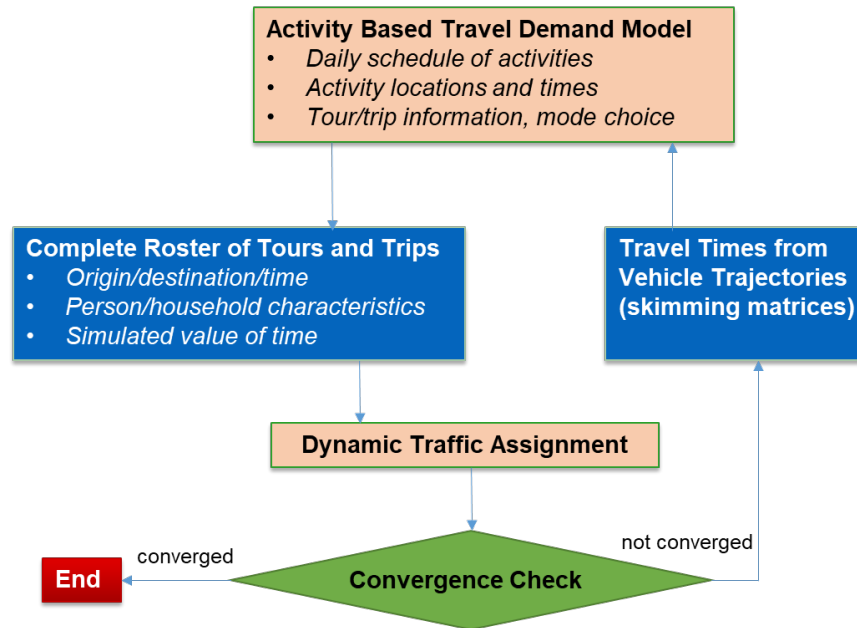 Activity Based Travel Demand Model
• Daily schedule of activities
• Activity locations and times
• Tour/trip information, mode choice
Complete Roster of Tours and Trips
• Origin/destination/time
• Person/household characteristics
• Simulated value of time
Travel Times from
Vehicle Trajectories
(skimming matrices)
Dynamic Traffic Assignment
converged
not converged
End
Convergence Check